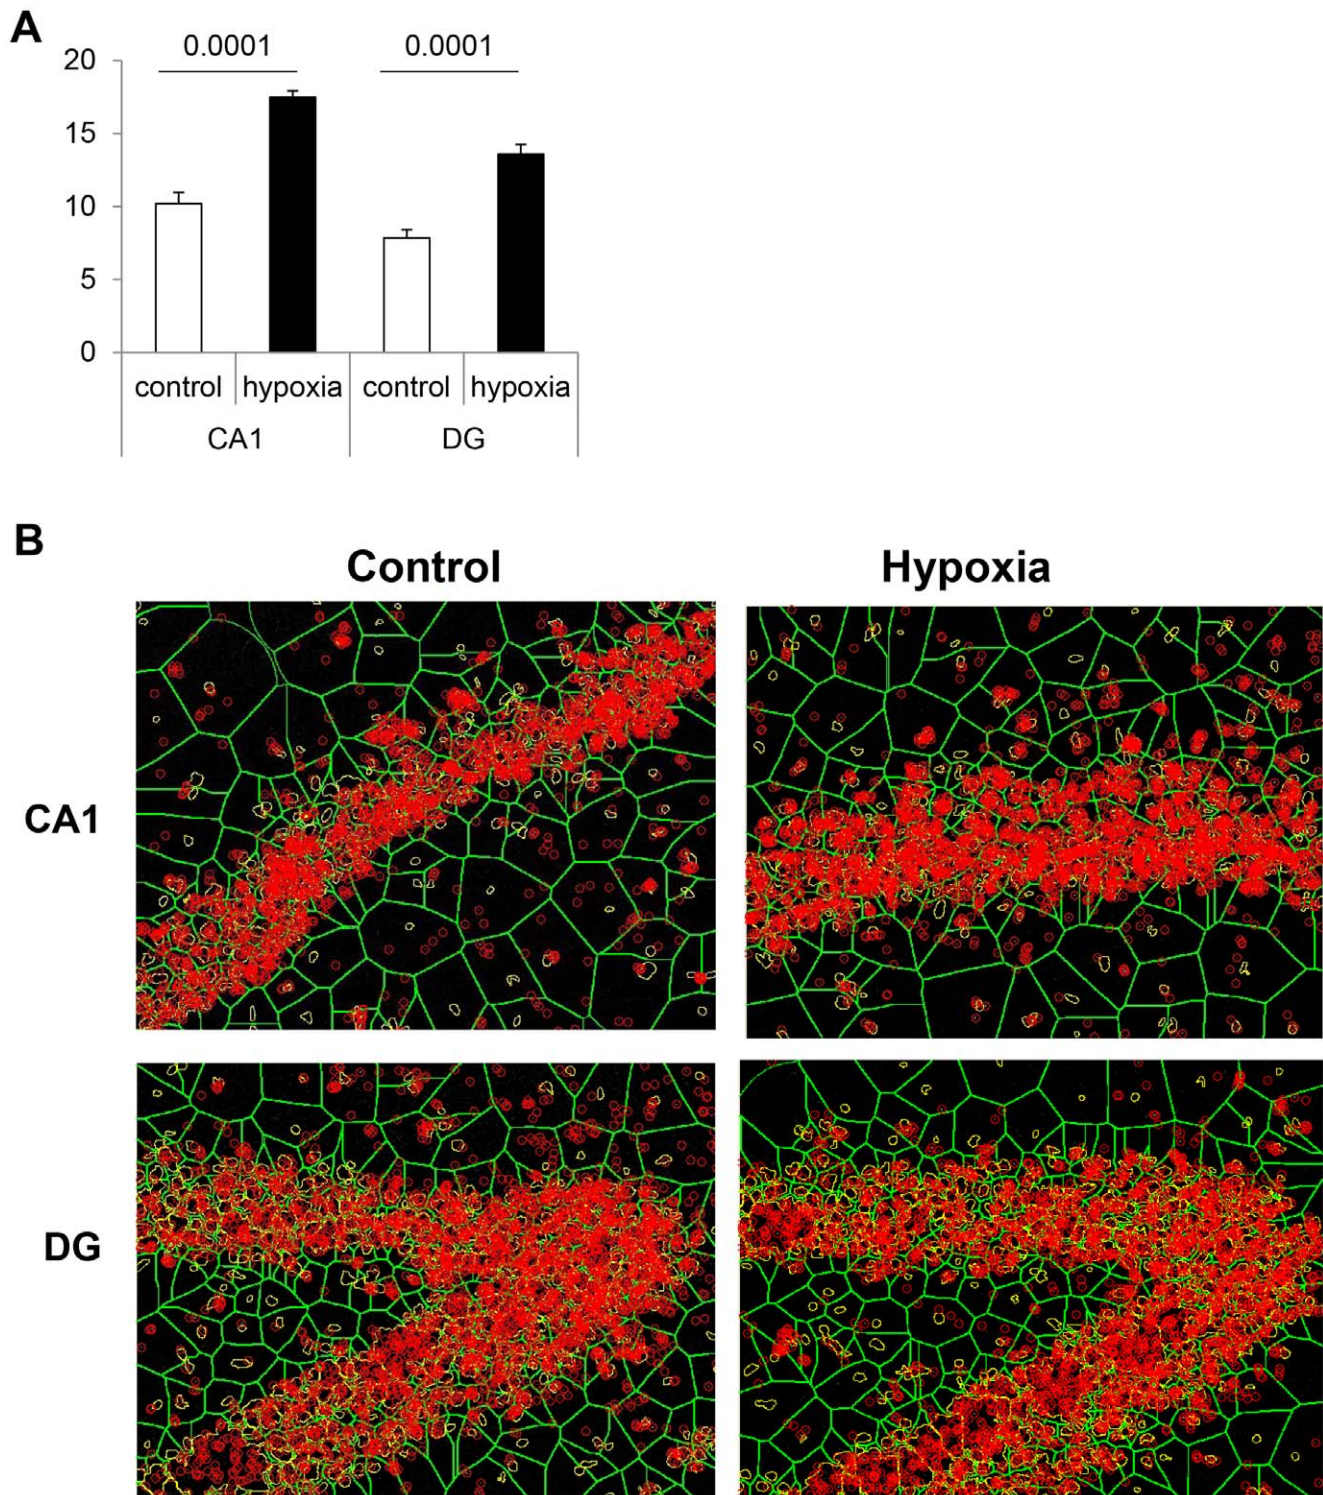 A
0.0001 0.0001
20
15
10
5
0
control hypoxia control hypoxia
CA1 DG
B
Control Hypoxia
CA1
DG